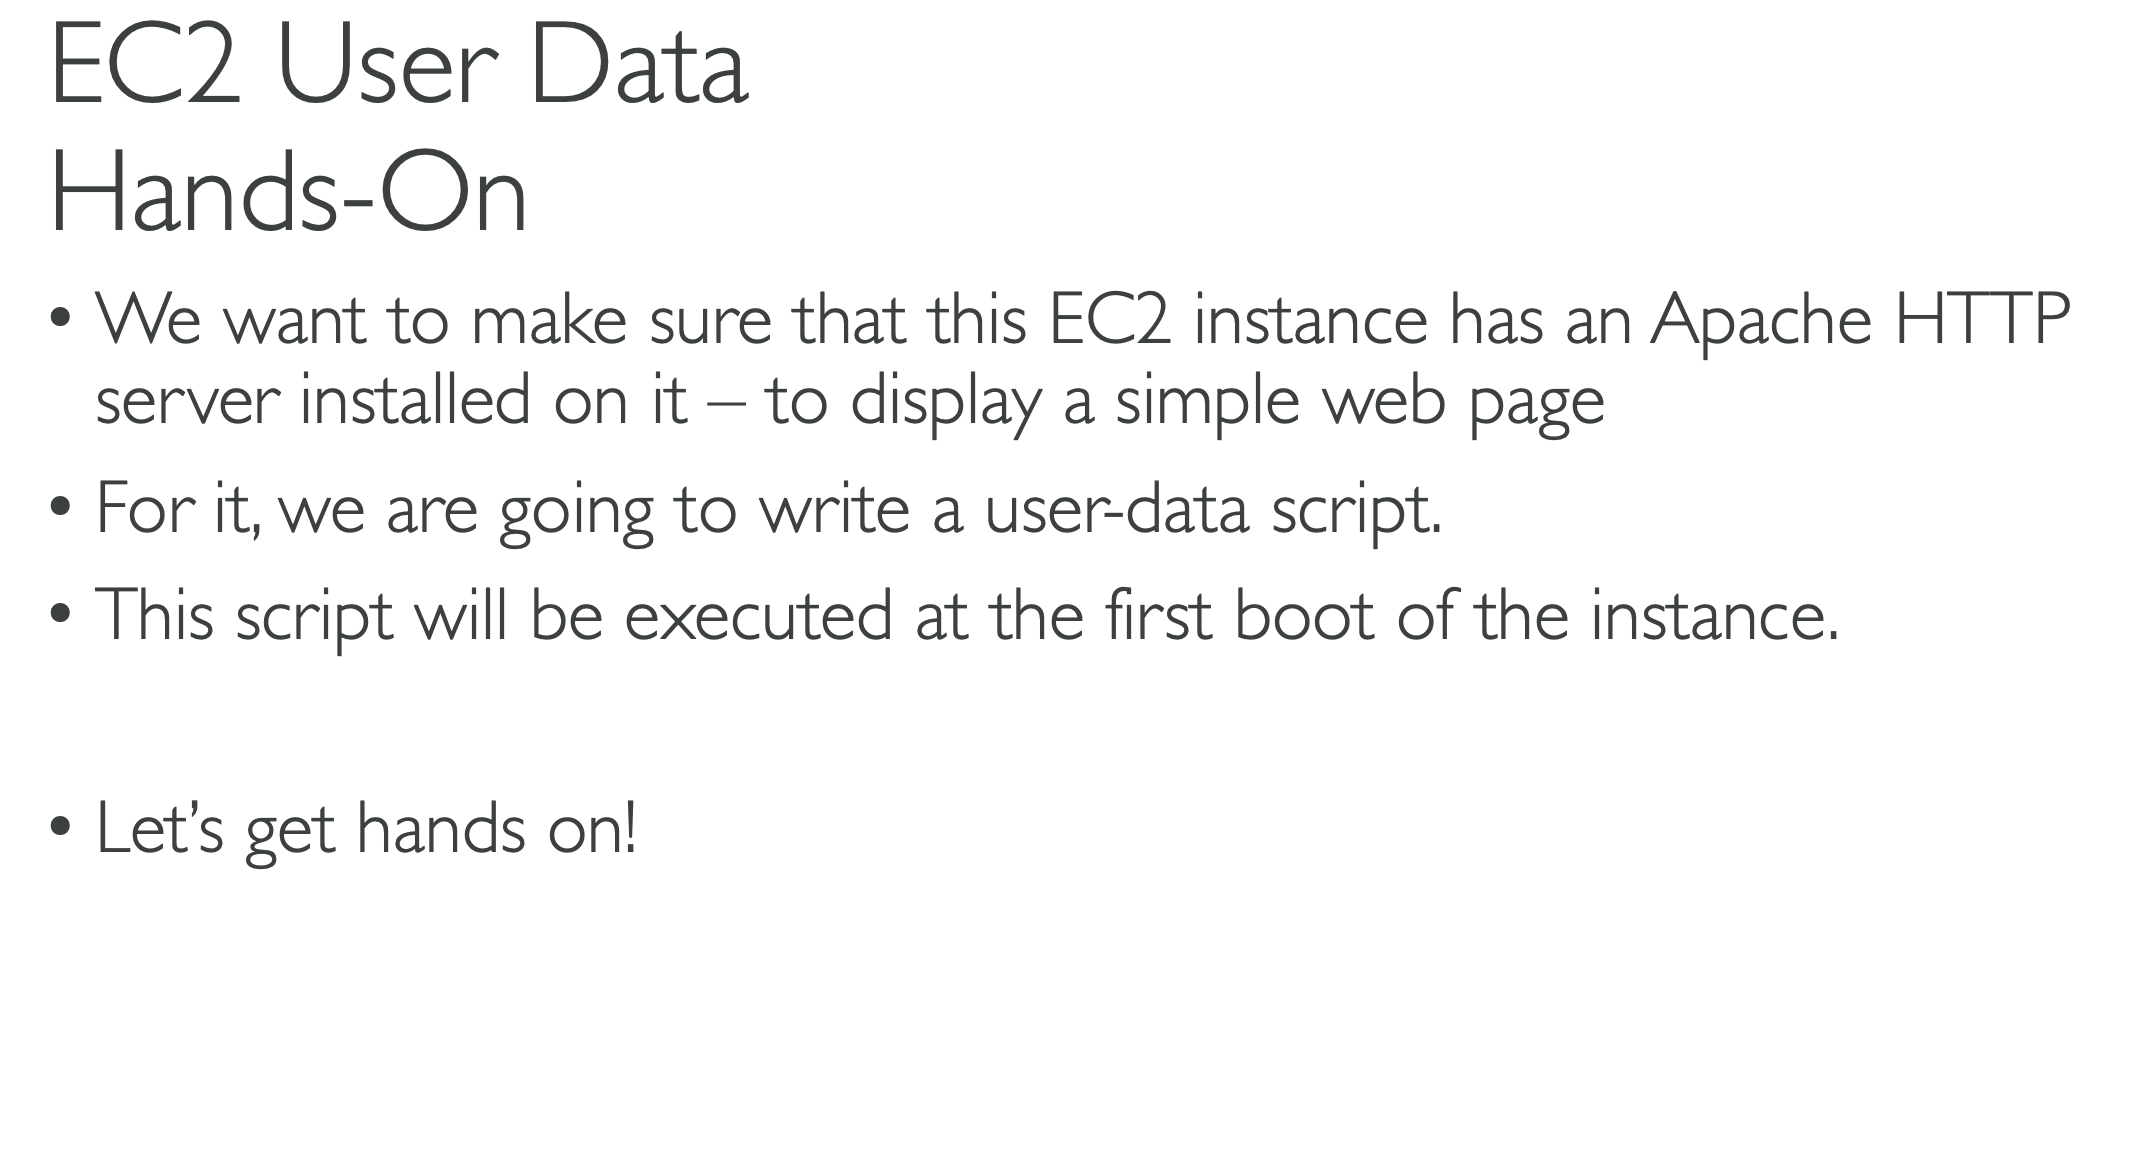 EC2 User Data
Hands-On
• We want to make sure that this EC2 instance has an Apache HTTP
server installed on it – to display a simple web page
• For it, we are going to write a user-data script.
• This script will be executed at the first boot of the instance.
• Let’s get hands on!